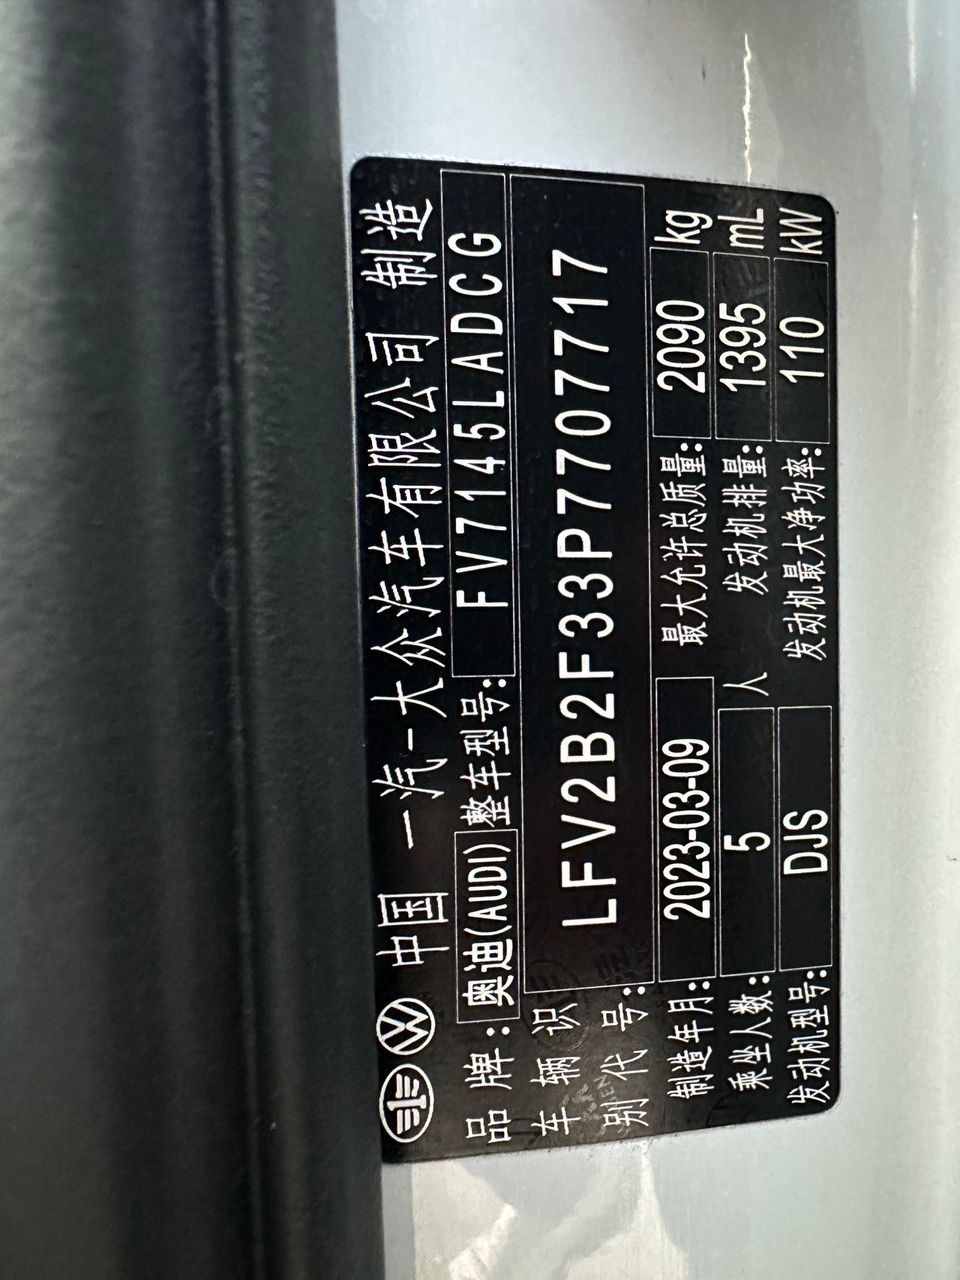 中国 一汽-大众汽车有限公司 制造
品牌: 奥迪(AUDI) 整车型号: FV7145LADCG
车辆识别代号: LFV2B2F33P7707717
制造年月: 2023-03-09 最大允许总质量: 2090 kg
乘坐人数: 5 人 发动机排量: 1395 mL
发动机型号: DJS 发动机最大净功率: 110 kW